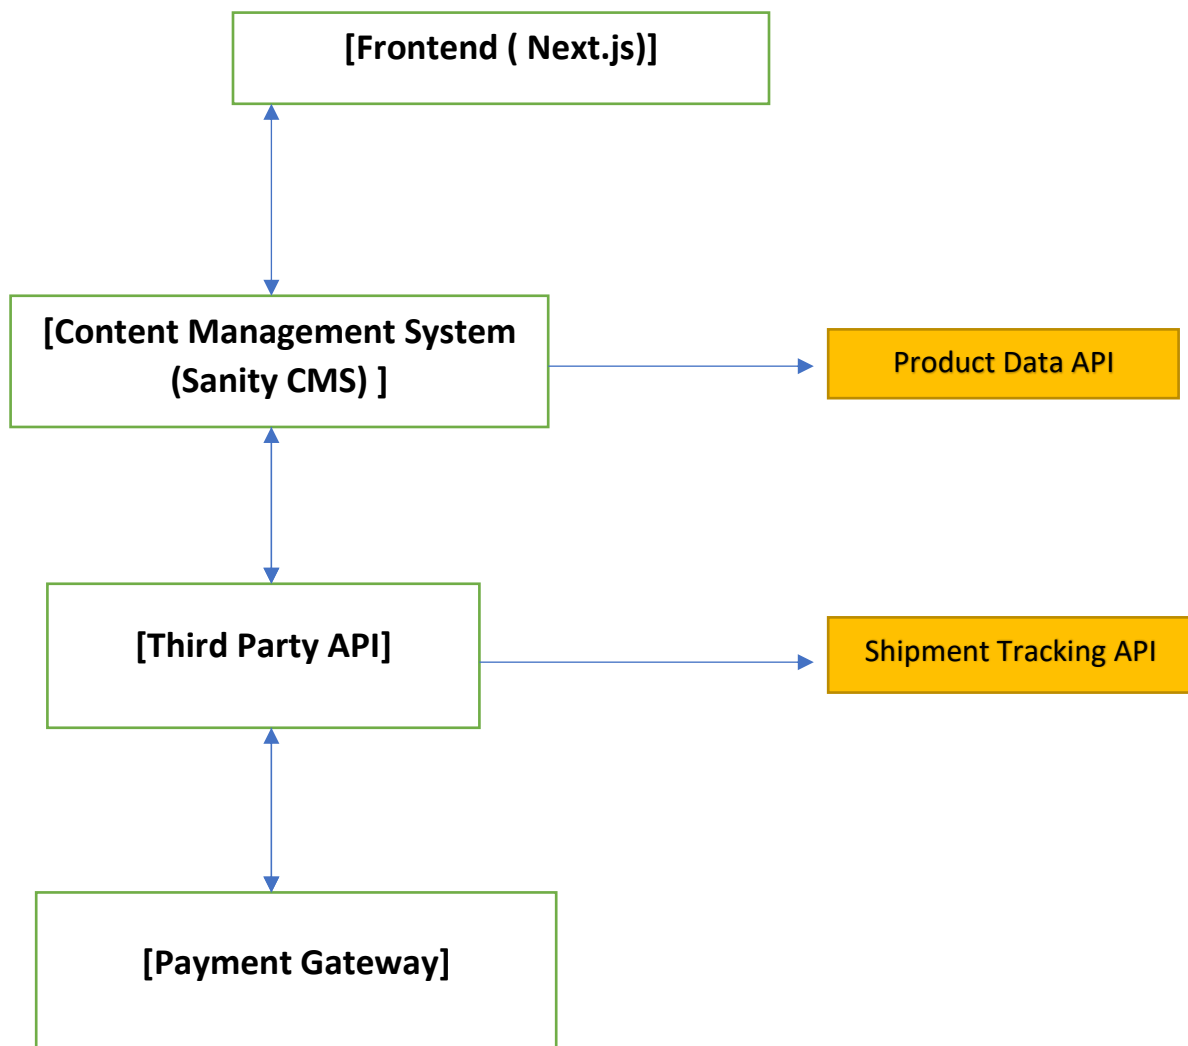 [Frontend ( Next.js)]
[Content Management System
(Sanity CMS) ]
Product Data API
[Third Party API]
Shipment Tracking API
[Payment Gateway]